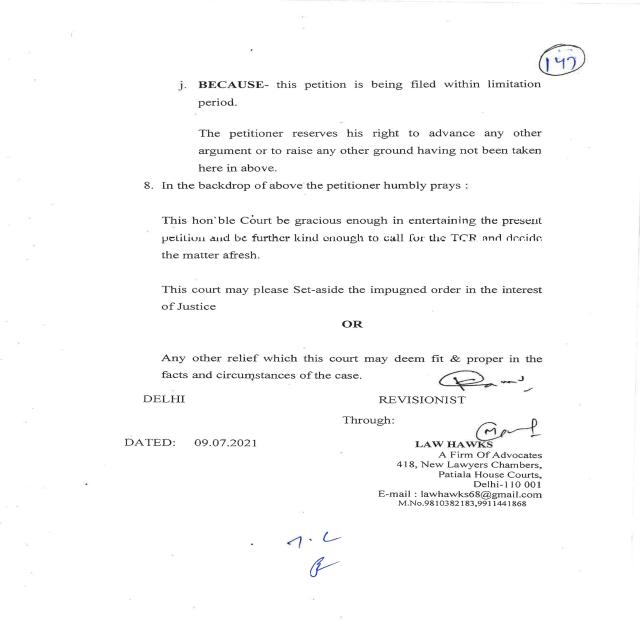 147
j. BECAUSE- this petition is being filed within limitation
period.
The petitioner reserves his right to advance any other
argument or to raise any other ground having not been taken
here in above.
8. In the backdrop of above the petitioner humbly prays :
This hon'ble Court be gracious enough in entertaining the present
petition and be further kind enough to call for the TCR and decide
the matter afresh.
This court may please Set-aside the impugned order in the interest
of Justice
OR
Any other relief which this court may deem fit & proper in the
facts and circumstances of the case.
DELHI REVISIONIST
Through:
DATED: 09.07.2021
LAW HAWKS
A Firm Of Advocates
418, New Lawyers Chambers,
Patiala House Courts,
Delhi-110 001
E-mail : lawhawks68@gmail.com
M.No.9810382183,9911441868
T.C